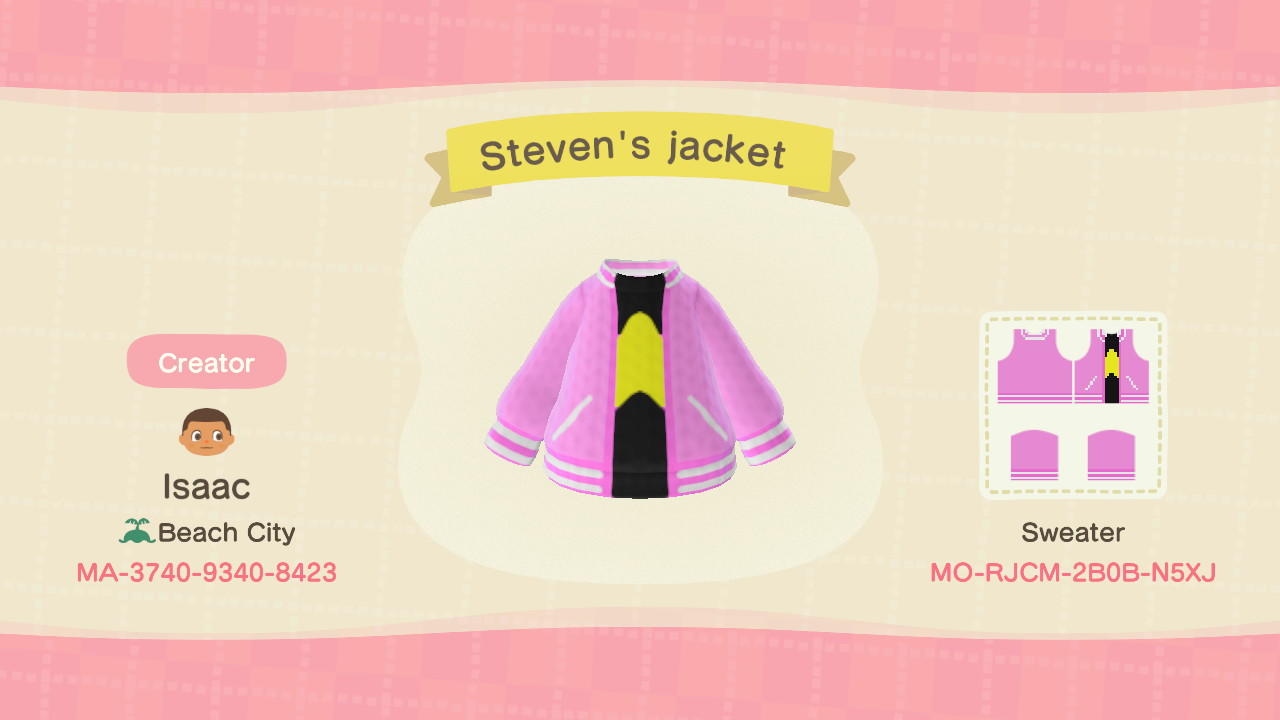 Steven's jacket
Creator
Isaac
Beach City
MA-3740-9340-8423
Sweater
MO-RJCM-2B0B-N5XJ